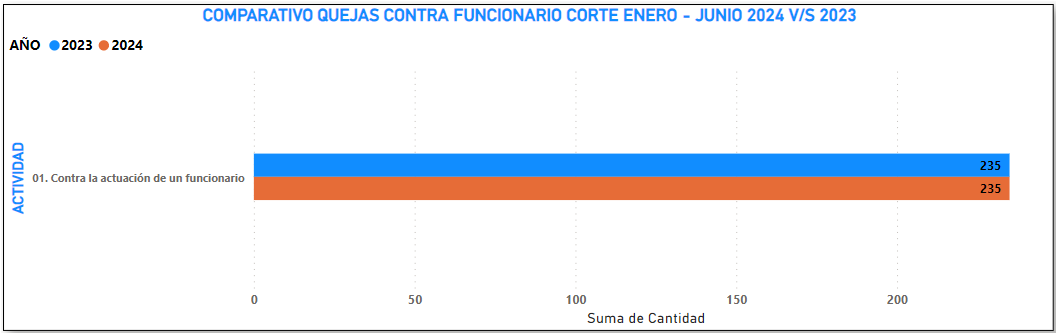 COMPARATIVO QUEJAS CONTRA FUNCIONARIO CORTE ENERO - JUNIO 2024 V/S 2023
AÑO 2023 2024
ACTIVIDAD
01. Contra la actuación de un funcionario
235
235
0 50 100 150 200
Suma de Cantidad